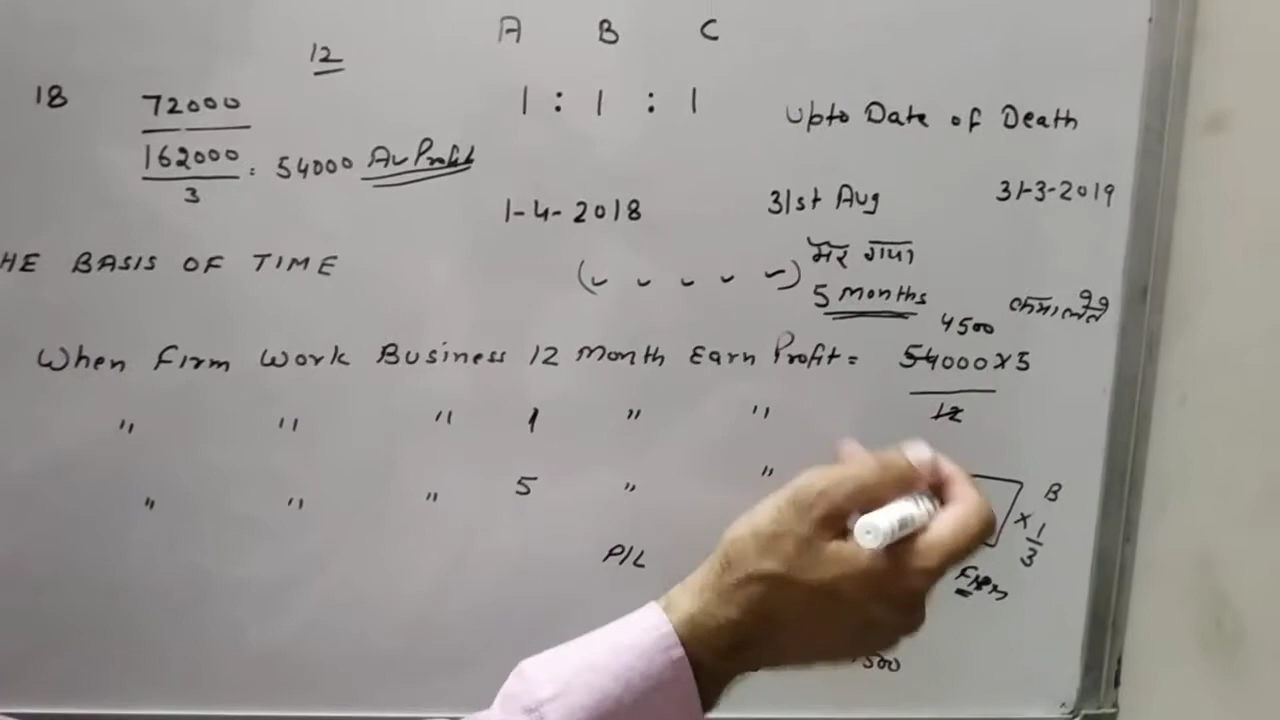 12
A B C
18 72000
1 : 1 : 1
Upto Date of Death
162000
3
= 54000 Av Profit
1-4-2018 31st Aug 31-3-2019
HE BASIS OF TIME
मर गया
5 months
4500
When Firm Work Business 12 Month Earn Profit = 54000 x 5
12
" " " 1 " "
" " " 5 " "
B
x 1
3
P/L
Firm
500